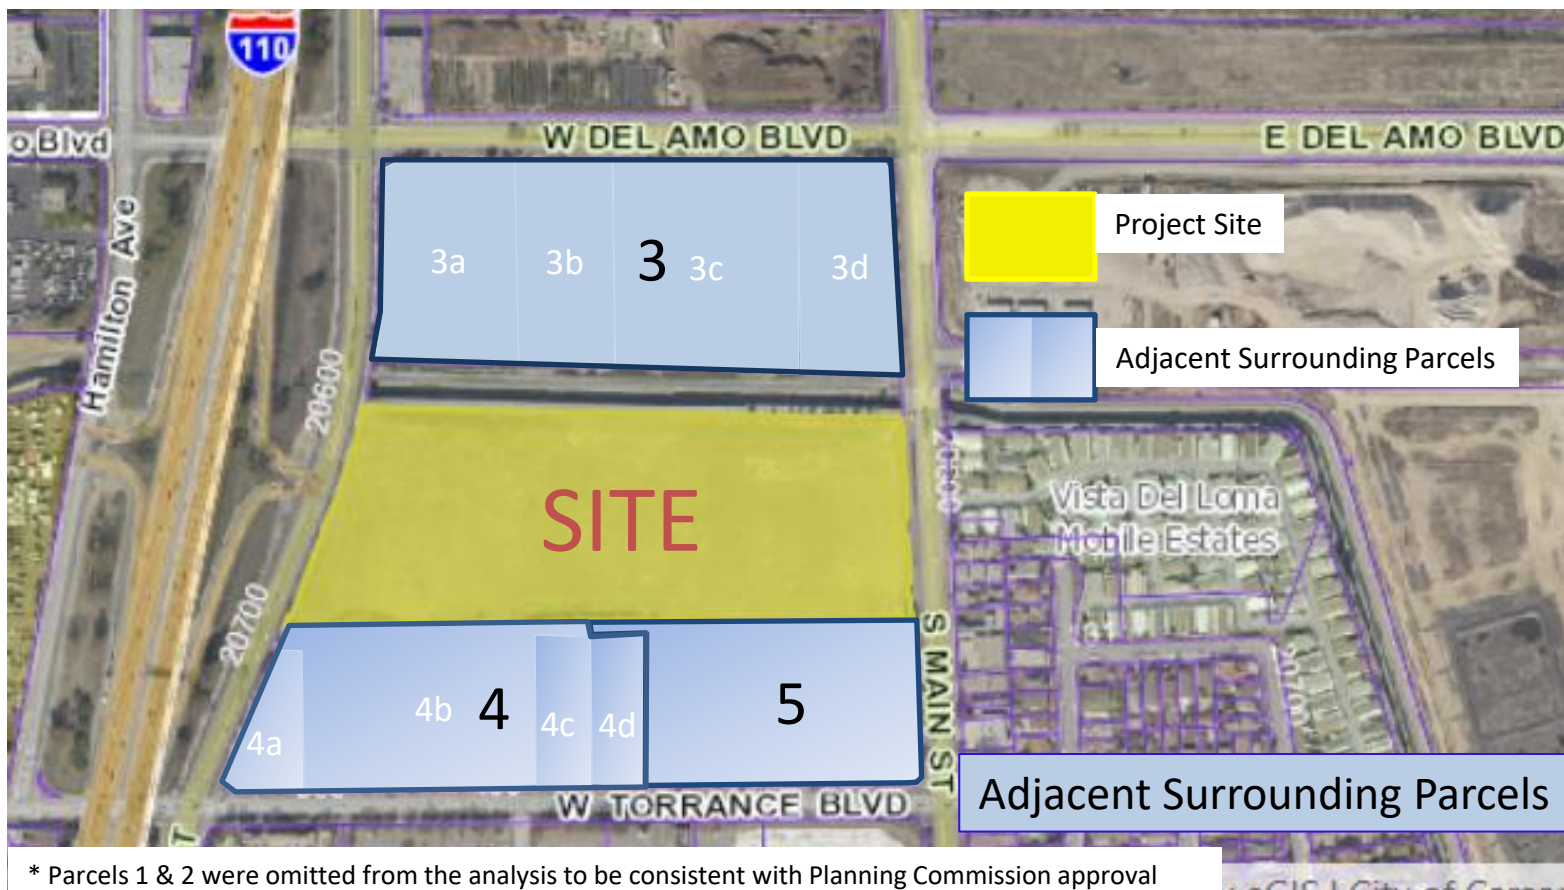 110
o Blvd
W DEL AMO BLVD
E DEL AMO BLVD
Hamilton Ave
3a
3b
3
3c
3d
Project Site
Adjacent Surrounding Parcels
20600
SITE
Vista Del Loma
Mobile Estates
20700
S MAIN ST
4a
4b
4
4c
4d
5
W TORRANCE BLVD
T
Adjacent Surrounding Parcels
* Parcels 1 & 2 were omitted from the analysis to be consistent with Planning Commission approval